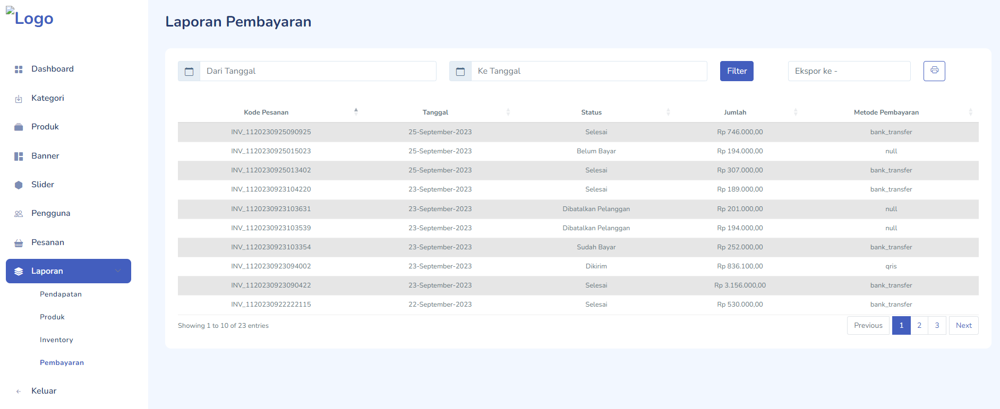 Logo
Dashboard
Kategori
Produk
Banner
Slider
Pengguna
Pesanan
Laporan
Pendapatan
Produk
Inventory
Pembayaran
Keluar
Laporan Pembayaran
Dari Tanggal Ke Tanggal Filter Ekspor ke -
Kode Pesanan Tanggal Status Jumlah Metode Pembayaran
INV_1120230925090925 25-September-2023 Selesai Rp 746.000,00 bank_transfer
INV_1120230925015023 25-September-2023 Belum Bayar Rp 194.000,00 null
INV_1120230925013402 25-September-2023 Selesai Rp 307.000,00 bank_transfer
INV_1120230923104220 23-September-2023 Selesai Rp 189.000,00 bank_transfer
INV_1120230923103631 23-September-2023 Dibatalkan Pelanggan Rp 201.000,00 null
INV_1120230923103539 23-September-2023 Dibatalkan Pelanggan Rp 194.000,00 null
INV_1120230923103354 23-September-2023 Sudah Bayar Rp 252.000,00 bank_transfer
INV_1120230923094002 23-September-2023 Dikirim Rp 836.100,00 qris
INV_1120230923090422 23-September-2023 Selesai Rp 3.156.000,00 bank_transfer
INV_1120230922222115 22-September-2023 Selesai Rp 530.000,00 bank_transfer
Showing 1 to 10 of 23 entries Previous 1 2 3 Next